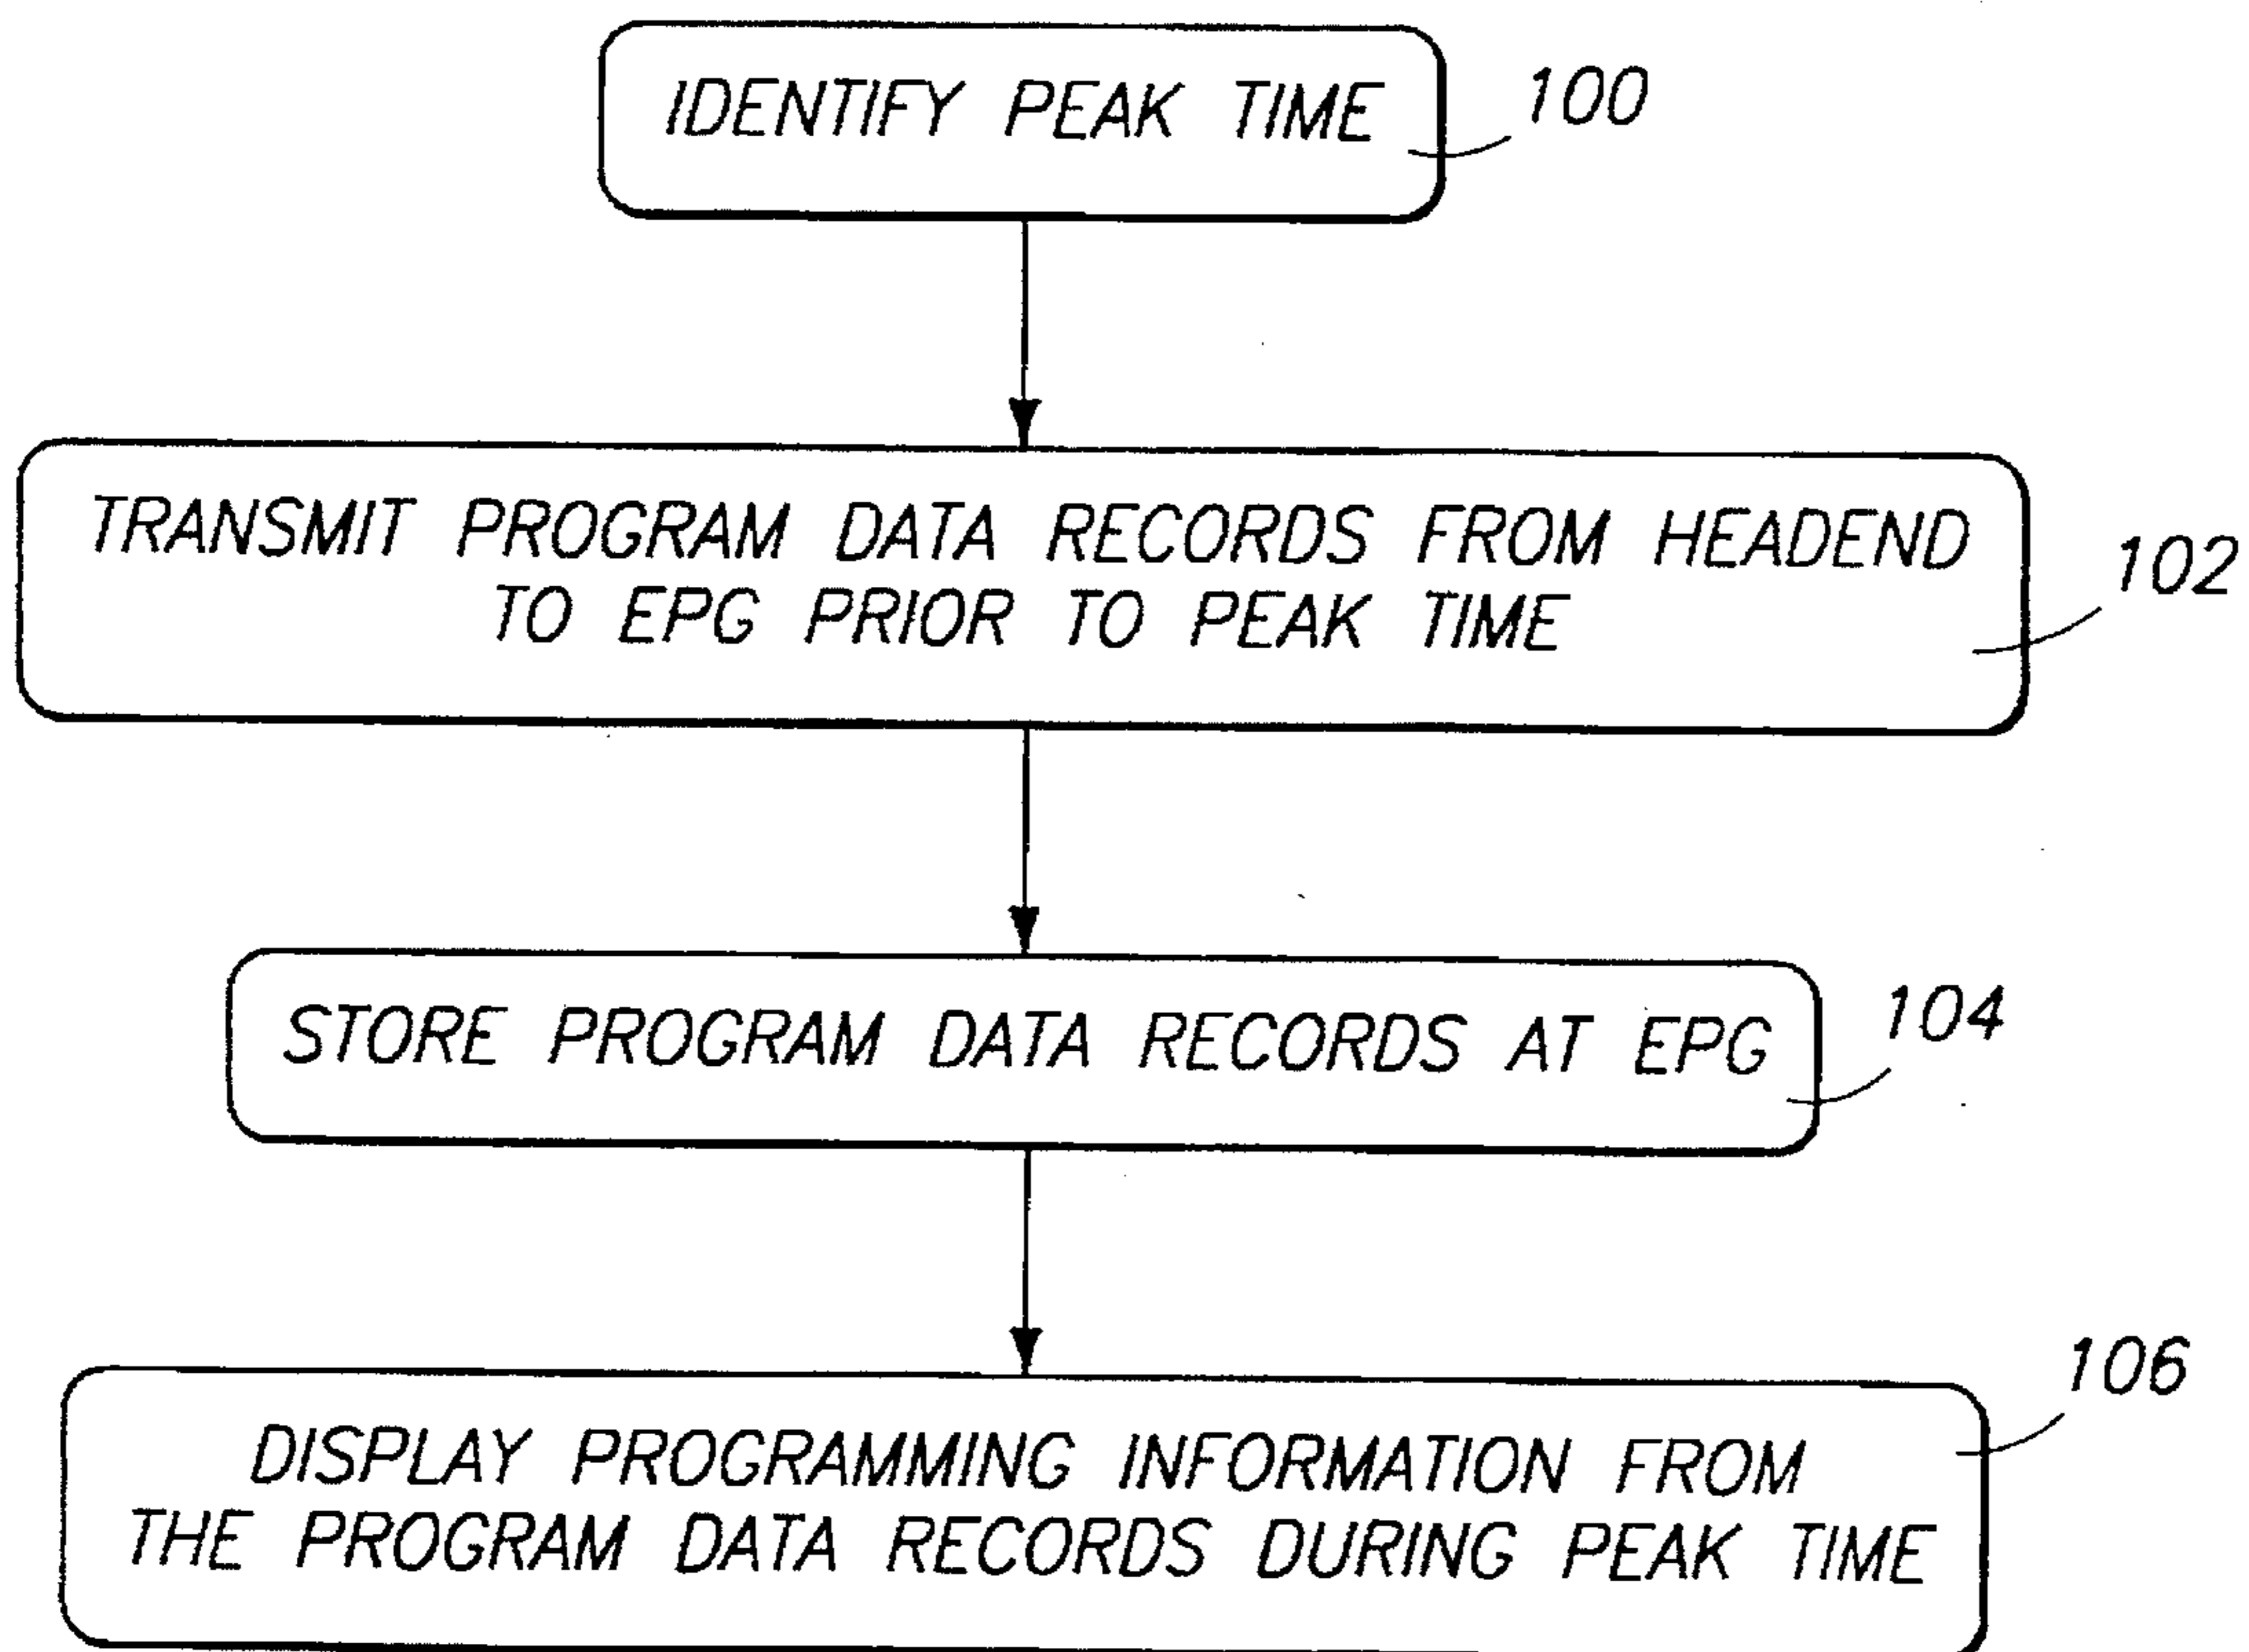 IDENTIFY PEAK TIME
100
TRANSMIT PROGRAM DATA RECORDS FROM HEADEND
TO EPG PRIOR TO PEAK TIME
102
STORE PROGRAM DATA RECORDS AT EPG
104
106
DISPLAY PROGRAMMING INFORMATION FROM
THE PROGRAM DATA RECORDS DURING PEAK TIME